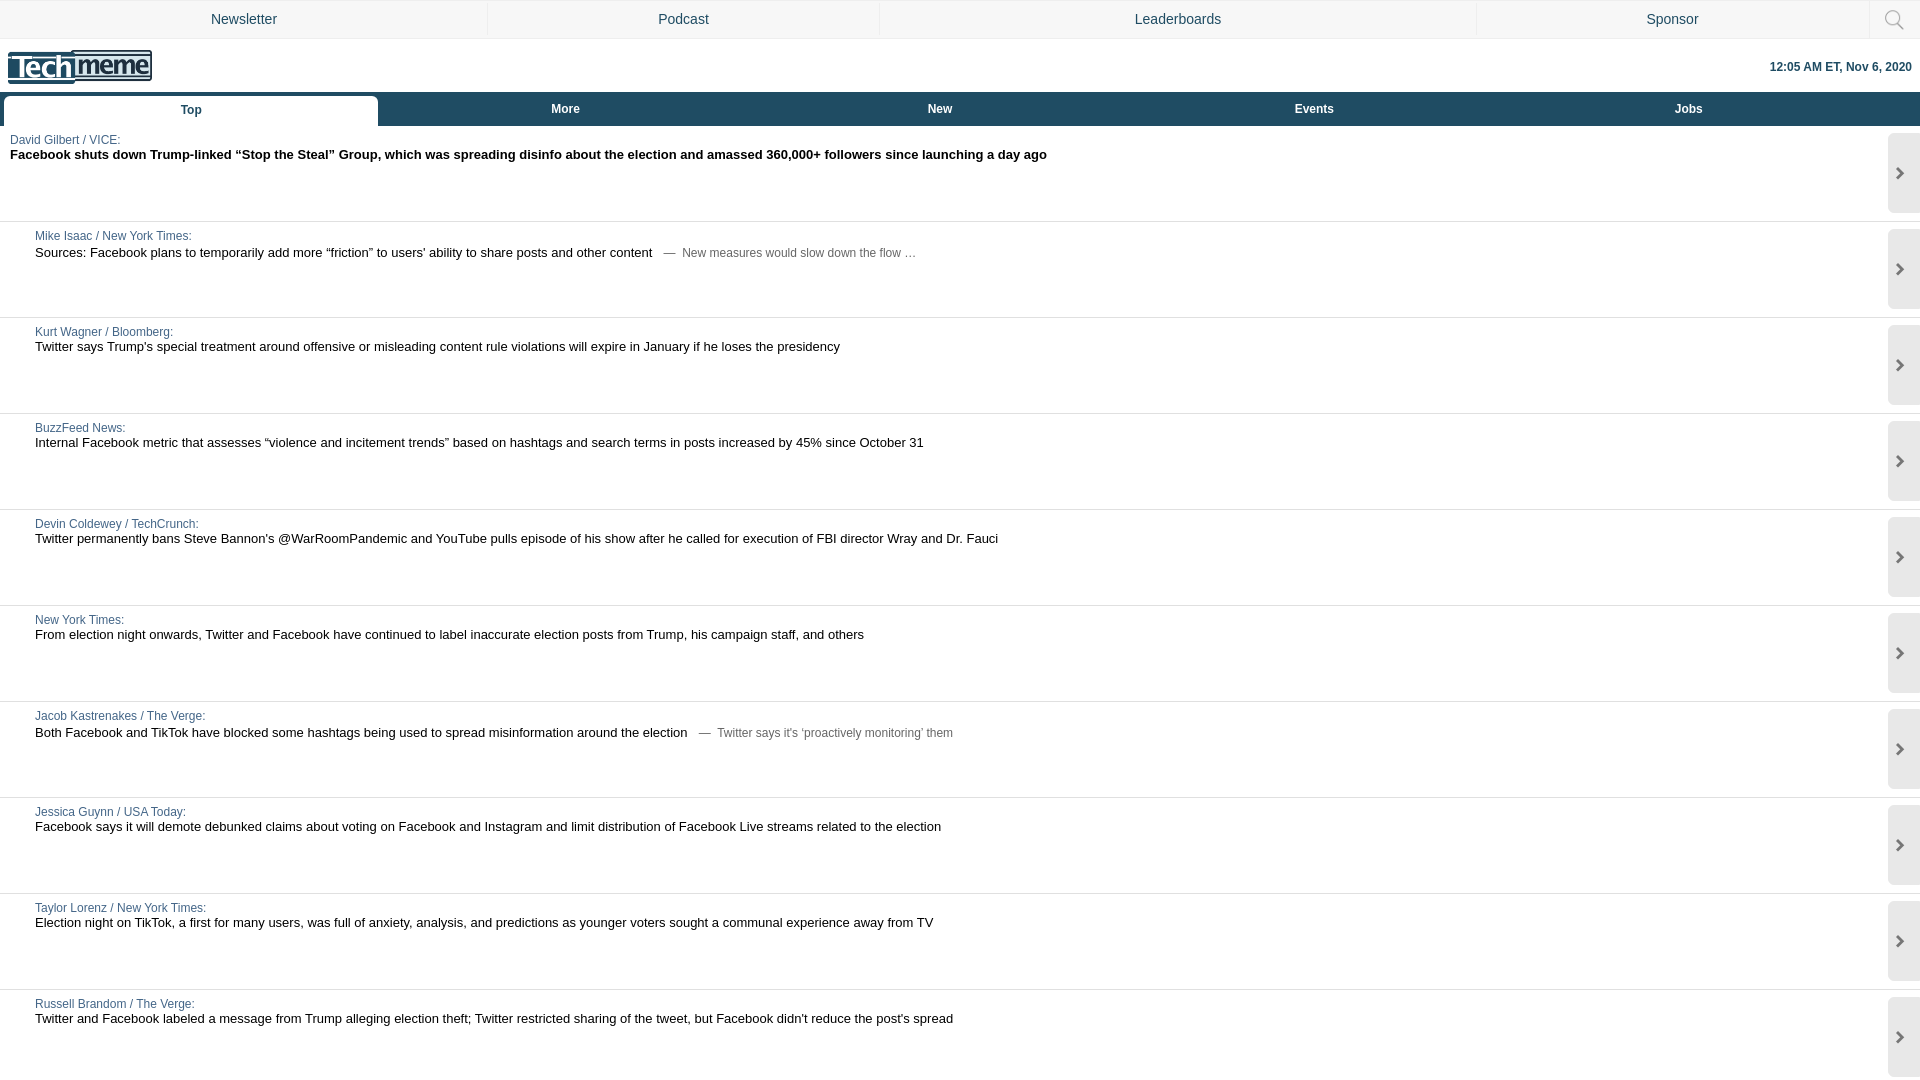 Newsletter
Podcast
Leaderboards
Sponsor
Techmeme
12:05 AM ET, Nov 6, 2020
Top
More
New
Events
Jobs
David Gilbert / VICE:
Facebook shuts down Trump-linked “Stop the Steal” Group, which was spreading disinfo about the election and amassed 360,000+ followers since launching a day ago
Mike Isaac / New York Times:
Sources: Facebook plans to temporarily add more “friction” to users' ability to share posts and other content — New measures would slow down the flow …
Kurt Wagner / Bloomberg:
Twitter says Trump's special treatment around offensive or misleading content rule violations will expire in January if he loses the presidency
BuzzFeed News:
Internal Facebook metric that assesses “violence and incitement trends” based on hashtags and search terms in posts increased by 45% since October 31
Devin Coldewey / TechCrunch:
Twitter permanently bans Steve Bannon's @WarRoomPandemic and YouTube pulls episode of his show after he called for execution of FBI director Wray and Dr. Fauci
New York Times:
From election night onwards, Twitter and Facebook have continued to label inaccurate election posts from Trump, his campaign staff, and others
Jacob Kastrenakes / The Verge:
Both Facebook and TikTok have blocked some hashtags being used to spread misinformation around the election — Twitter says it's ‘proactively monitoring’ them
Jessica Guynn / USA Today:
Facebook says it will demote debunked claims about voting on Facebook and Instagram and limit distribution of Facebook Live streams related to the election
Taylor Lorenz / New York Times:
Election night on TikTok, a first for many users, was full of anxiety, analysis, and predictions as younger voters sought a communal experience away from TV
Russell Brandom / The Verge:
Twitter and Facebook labeled a message from Trump alleging election theft; Twitter restricted sharing of the tweet, but Facebook didn't reduce the post's spread